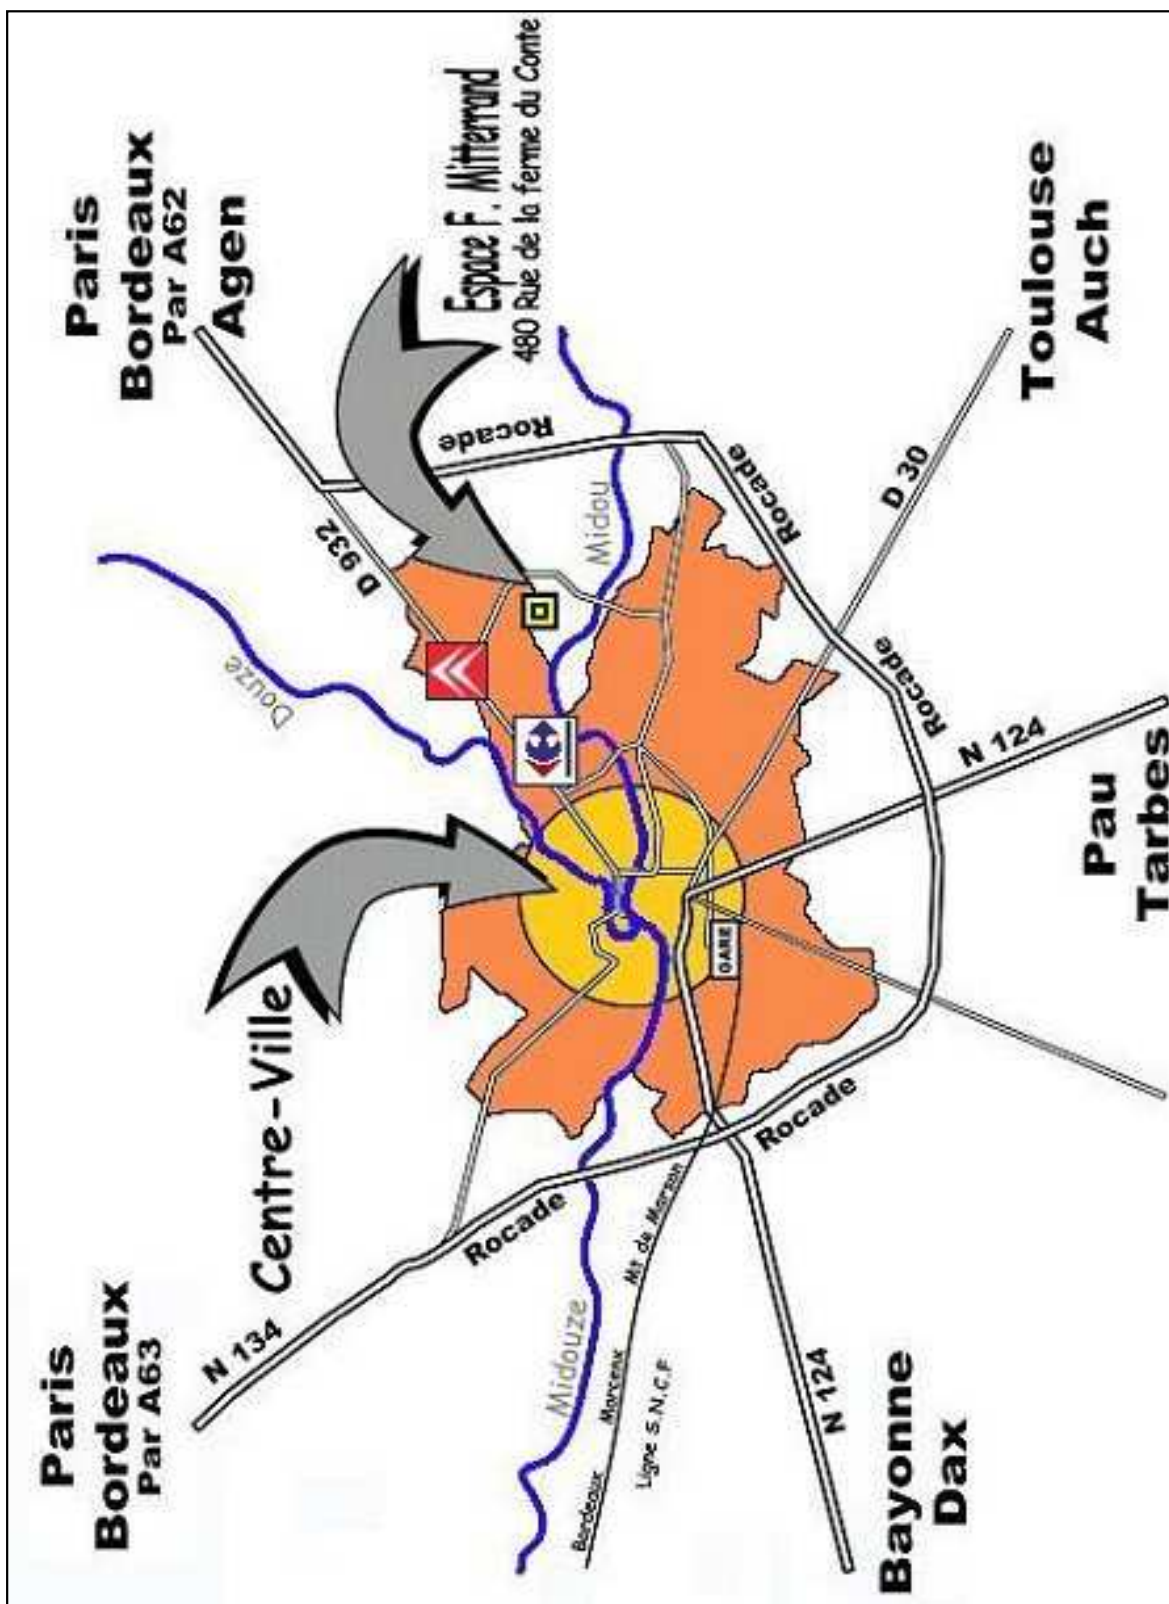 Paris
Bordeaux
Par A63
N 134
Centre-Ville
Paris
Bordeaux
Par A62
Agen
D 932
Douze
Espace F. Mitterrand
480 Rue de la ferme du Conte
Rocade
Midou
Rocade
Rocade
D 30
Toulouse
Auch
N 124
Pau
Tarbes
GARE
Rocade
Rocade
Midouze
Bordeaux
Morcenx
Mt de Marsan
Ligne S.N.C.F
N 124
Bayonne
Dax